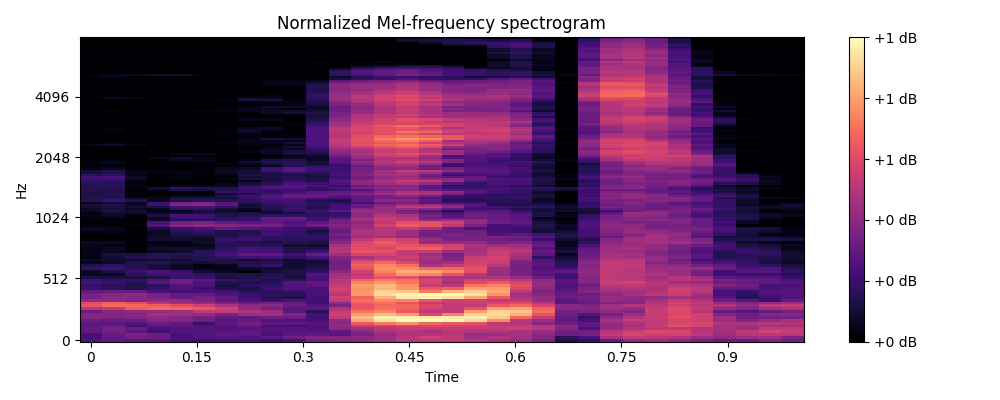 Normalized Mel-frequency spectrogram
Hz
4096
2048
1024
512
0
0 0.15 0.3 0.45 0.6 0.75 0.9
Time
+1 dB
+1 dB
+1 dB
+0 dB
+0 dB
+0 dB